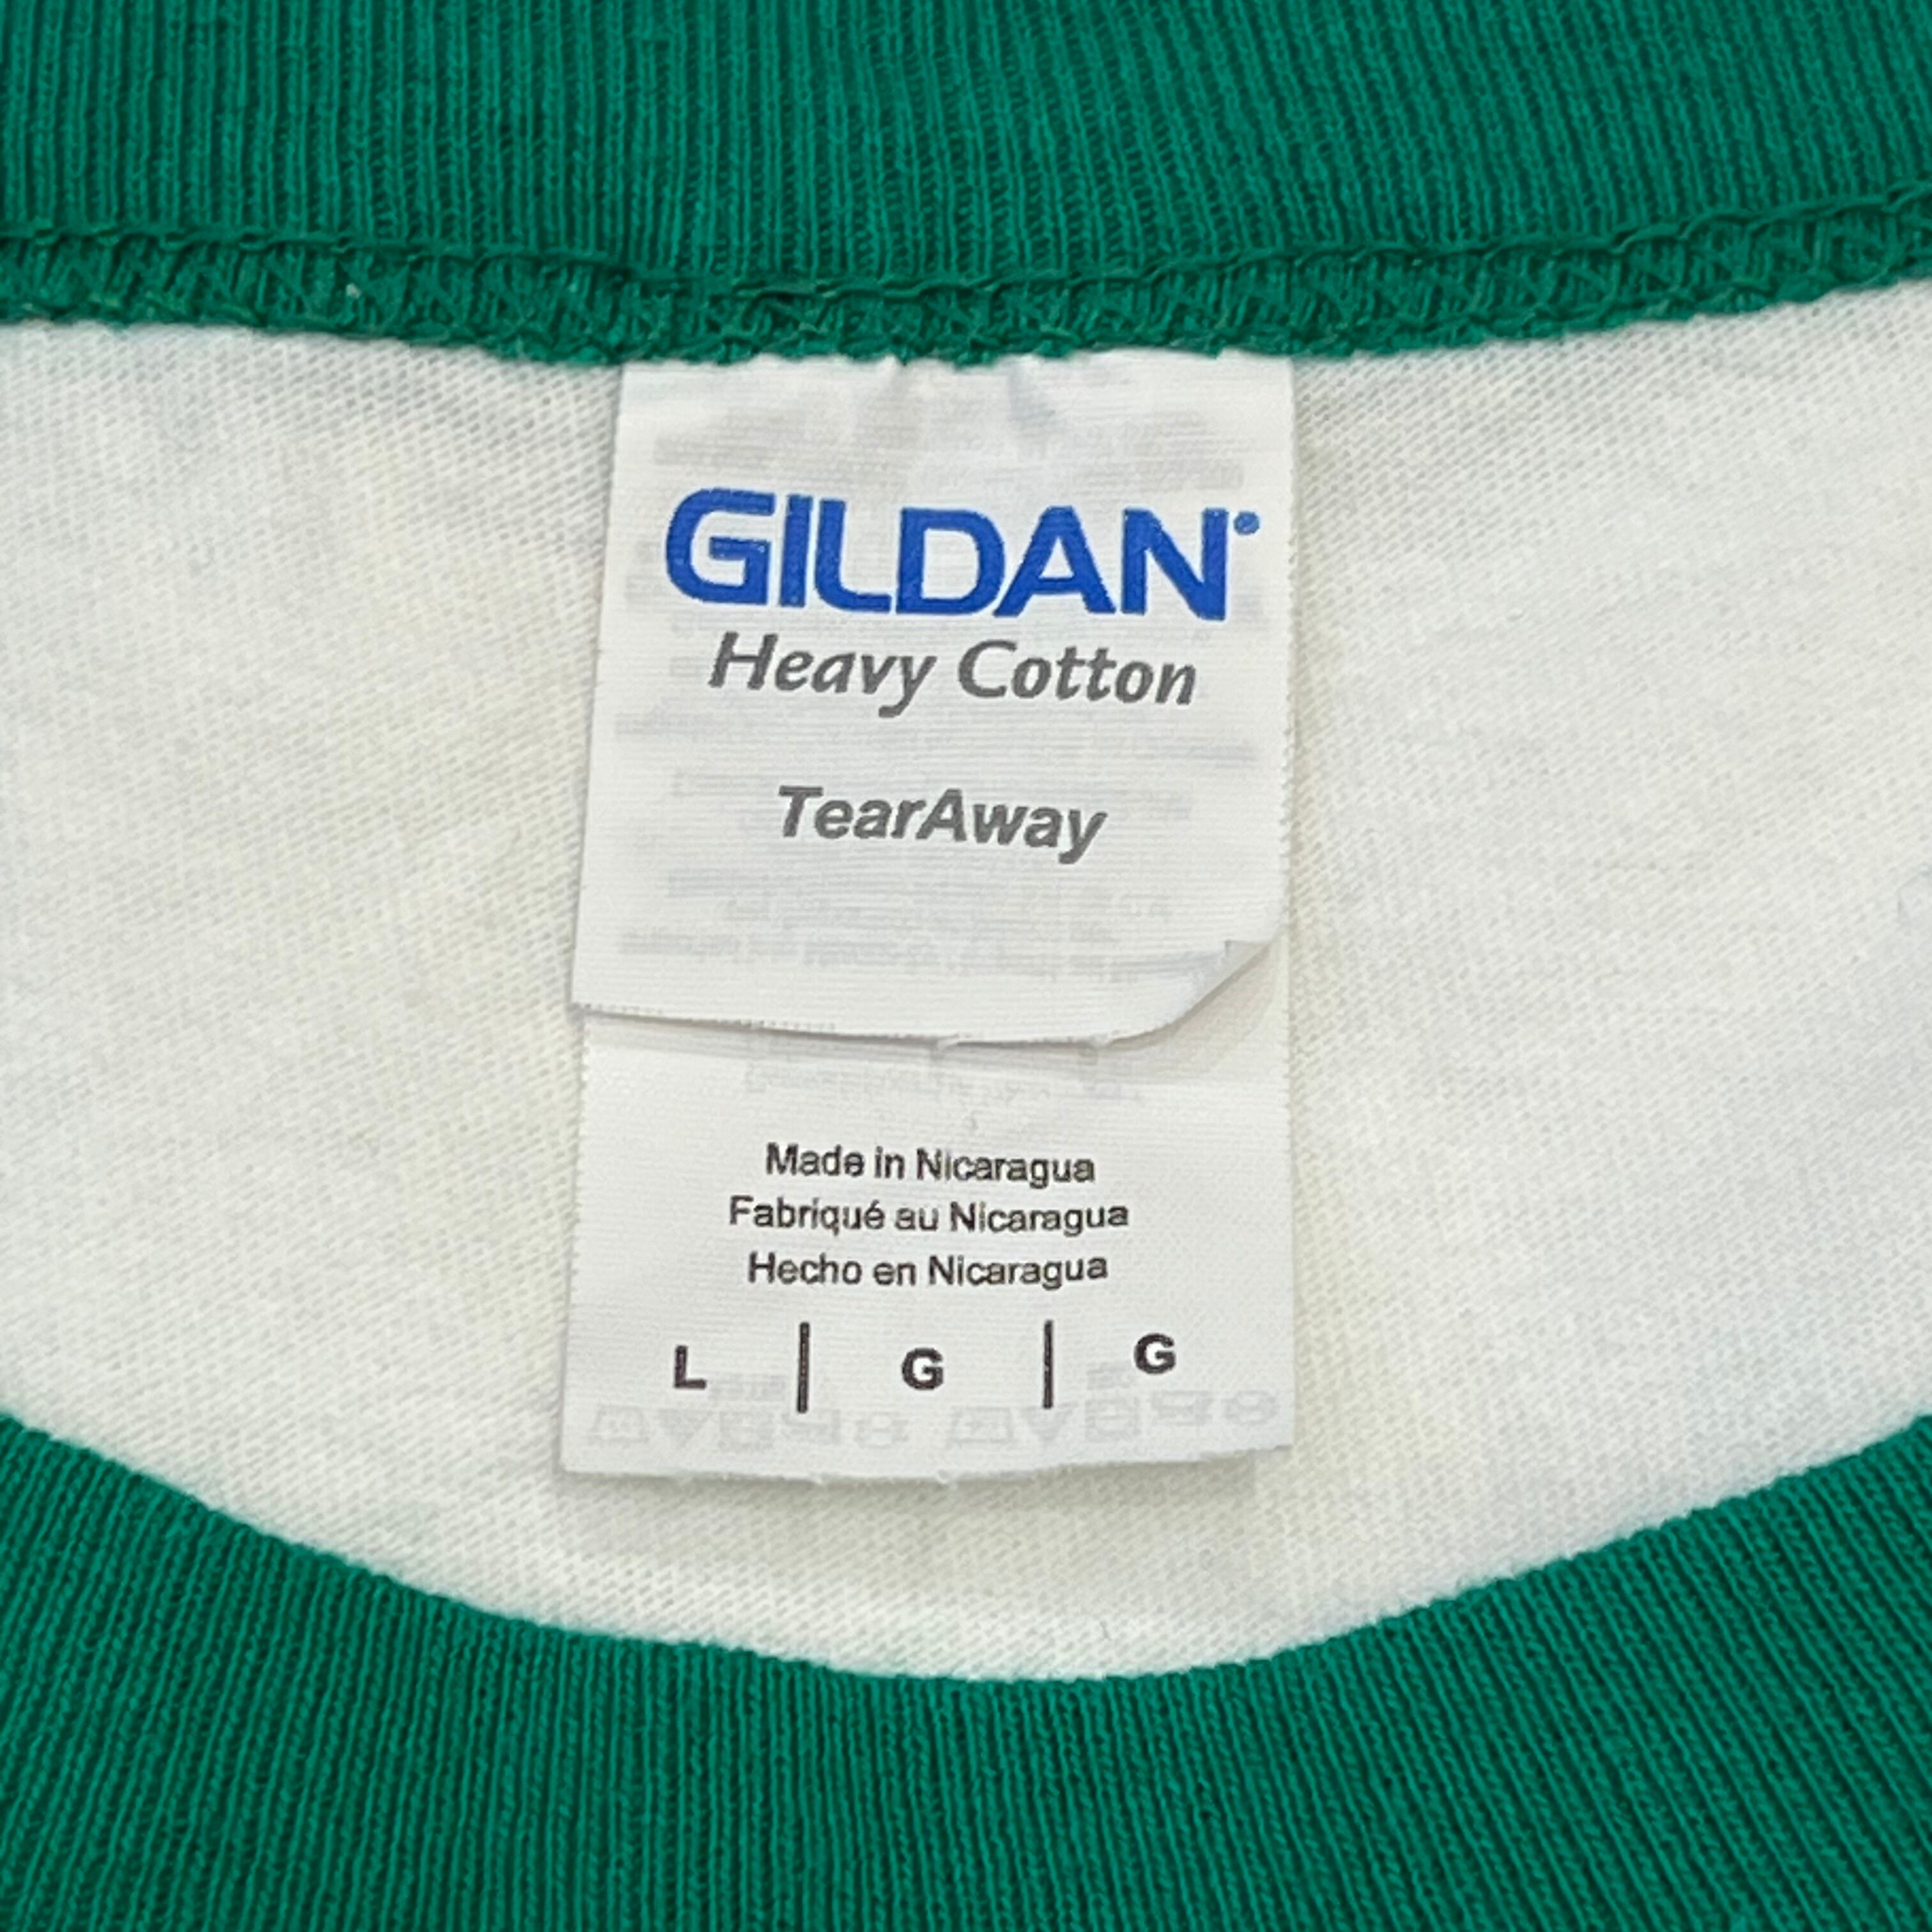 GILDAN
Heavy Cotton
TearAway
Made in Nicaragua
Fabriqué au Nicaragua
Hecho en Nicaragua
L | G | G